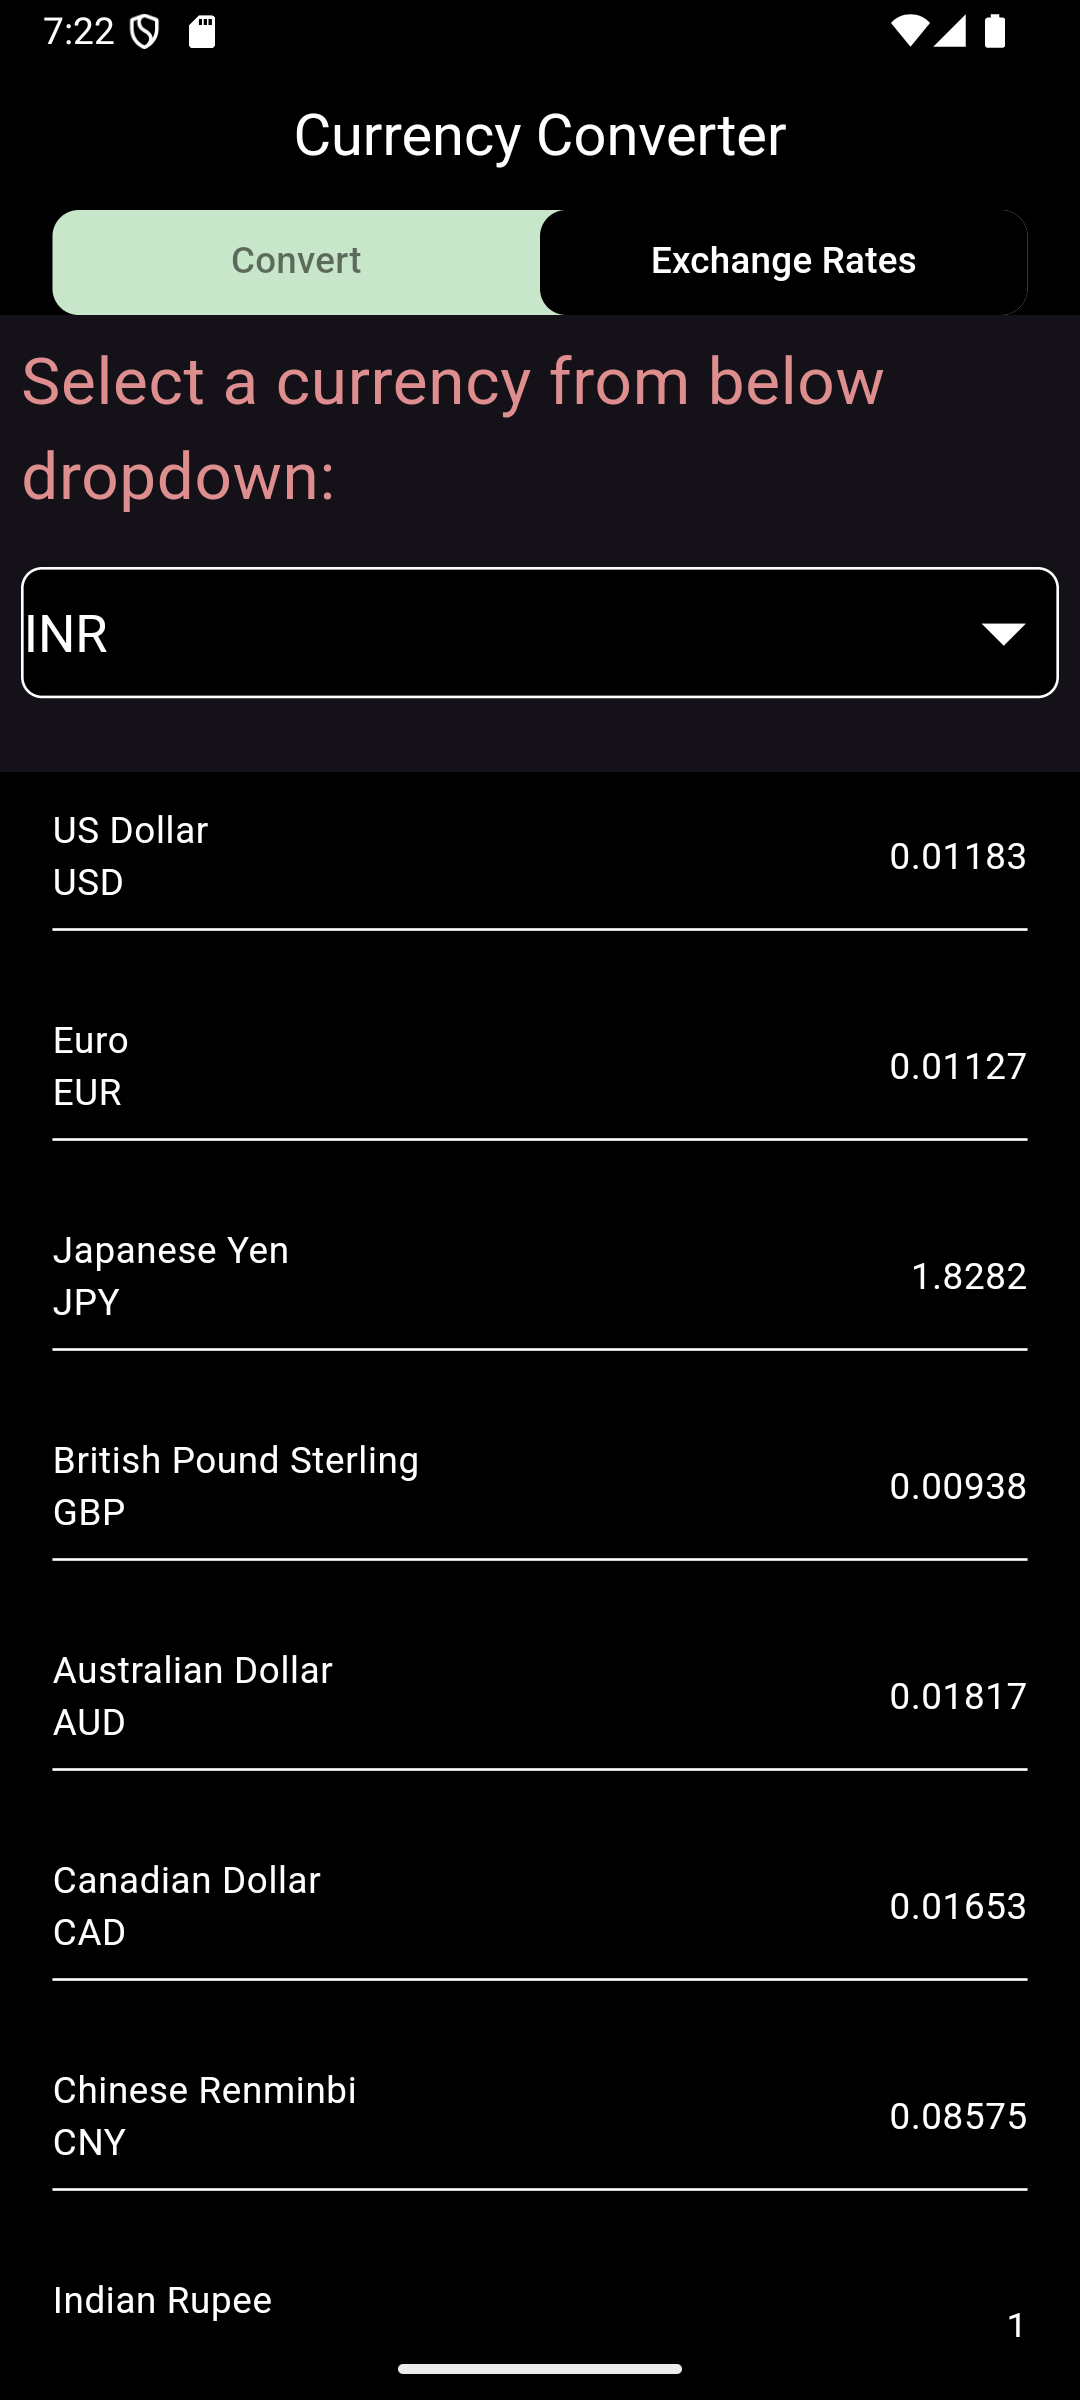 7:22
Currency Converter
Convert
Exchange Rates
Select a currency from below
dropdown:
INR
US Dollar
USD
0.01183
Euro
EUR
0.01127
Japanese Yen
JPY
1.8282
British Pound Sterling
GBP
0.00938
Australian Dollar
AUD
0.01817
Canadian Dollar
CAD
0.01653
Chinese Renminbi
CNY
0.08575
Indian Rupee
1